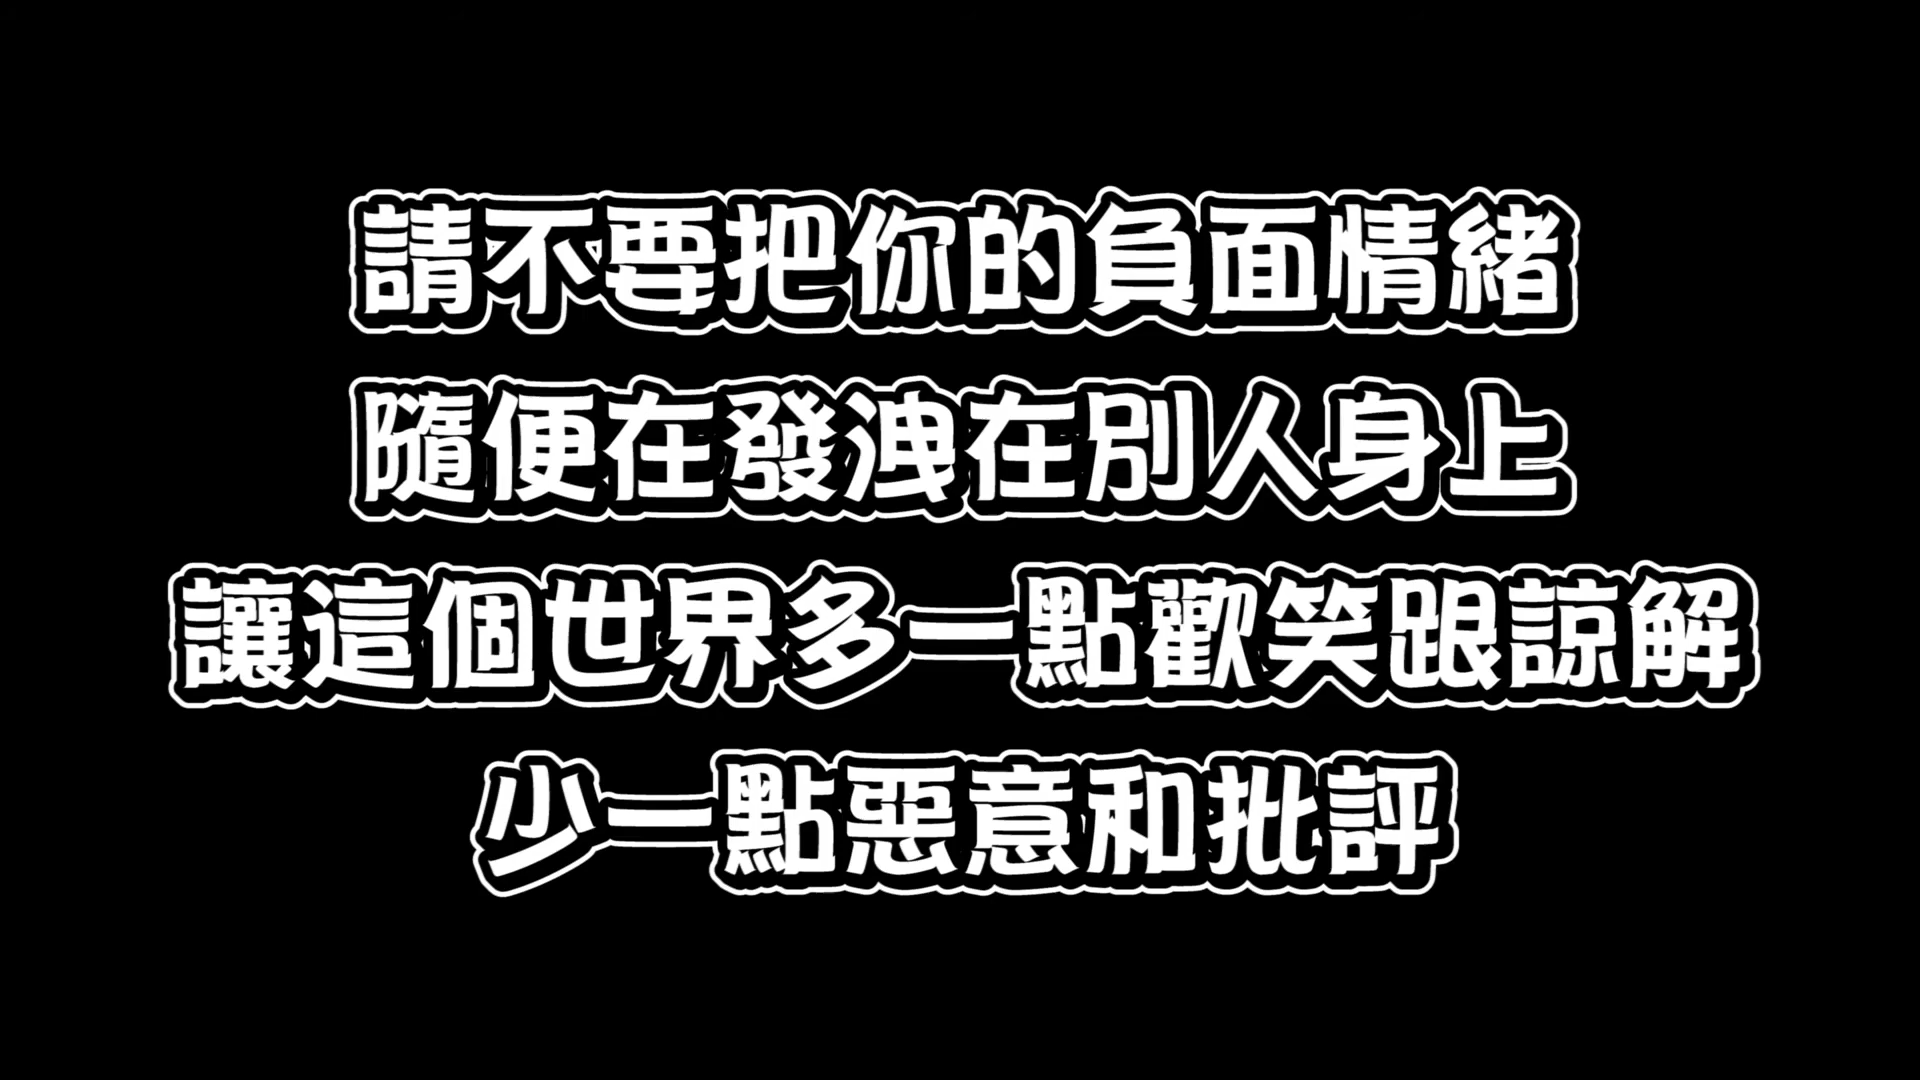 請不要把你的負面情緒
隨便在發洩在別人身上
讓這個世界多一點歡笑跟諒解
少一點惡意和批評